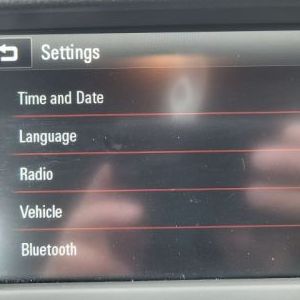 Settings
Time and Date
Language
Radio
Vehicle
Bluetooth